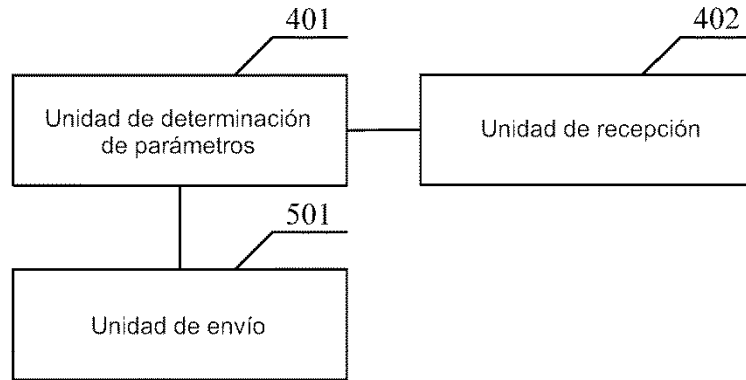 401
402
Unidad de determinación
de parámetros
Unidad de recepción
501
Unidad de envío